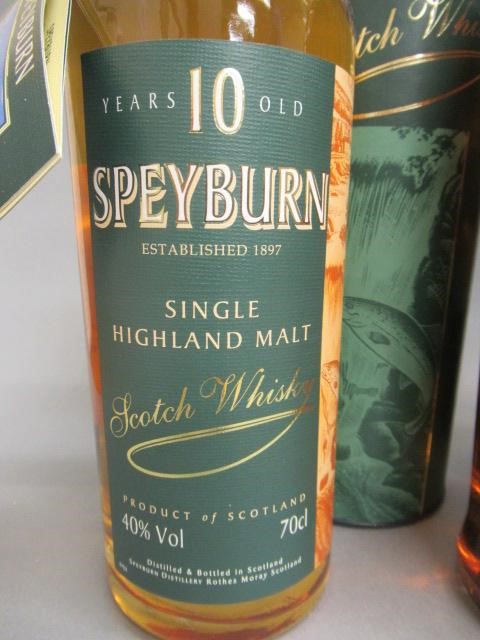 YEARS 10 OLD
SPEYBURN
ESTABLISHED 1897
SINGLE
HIGHLAND MALT
Scotch Whisky
PRODUCT of SCOTLAND
40% Vol 70cl
Distilled & Bottled in Scotland
SPEYBURN DISTILLERY ROTHES MORAY SCOTLAND